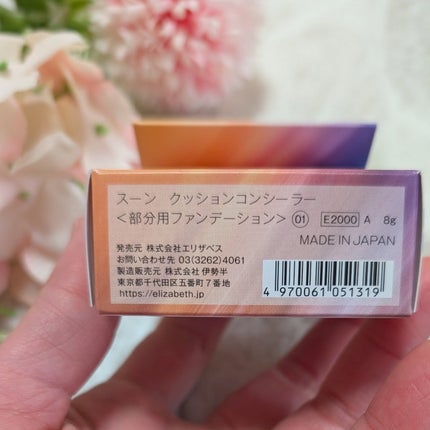 スーン クッションコンシーラー
<部分用ファンデーション> 01 E2000 A 8g
MADE IN JAPAN
発売元 株式会社エリザベス
お問い合わせ先 03(3262)4061
製造販売元 株式会社 伊勢半
東京都千代田区五番町7番地
https://elizabeth.jp
4 970061 051319